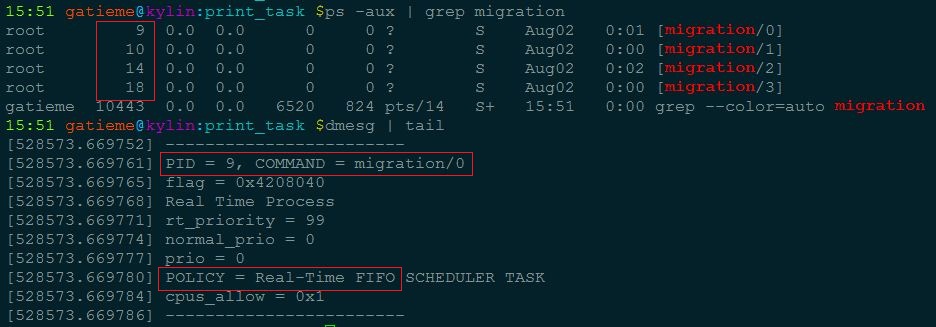 15:51 gatieme@kylin:print_task $ps -aux | grep migration
root         9  0.0  0.0      0     0 ?        S    Aug02   0:01 [migration/0]
root        10  0.0  0.0      0     0 ?        S    Aug02   0:00 [migration/1]
root        14  0.0  0.0      0     0 ?        S    Aug02   0:02 [migration/2]
root        18  0.0  0.0      0     0 ?        S    Aug02   0:00 [migration/3]
gatieme  10443  0.0  0.0   6520   824 pts/14   S+   15:51   0:00 grep --color=auto migration
15:51 gatieme@kylin:print_task $dmesg | tail
[528573.669752] ------------------------
[528573.669761] PID = 9, COMMAND = migration/0
[528573.669765] flag = 0x4208040
[528573.669768] Real Time Process
[528573.669771] rt_priority = 99
[528573.669774] normal_prio = 0
[528573.669777] prio = 0
[528573.669780] POLICY = Real-Time FIFO SCHEDULER TASK
[528573.669784] cpus_allow = 0x1
[528573.669786] ------------------------